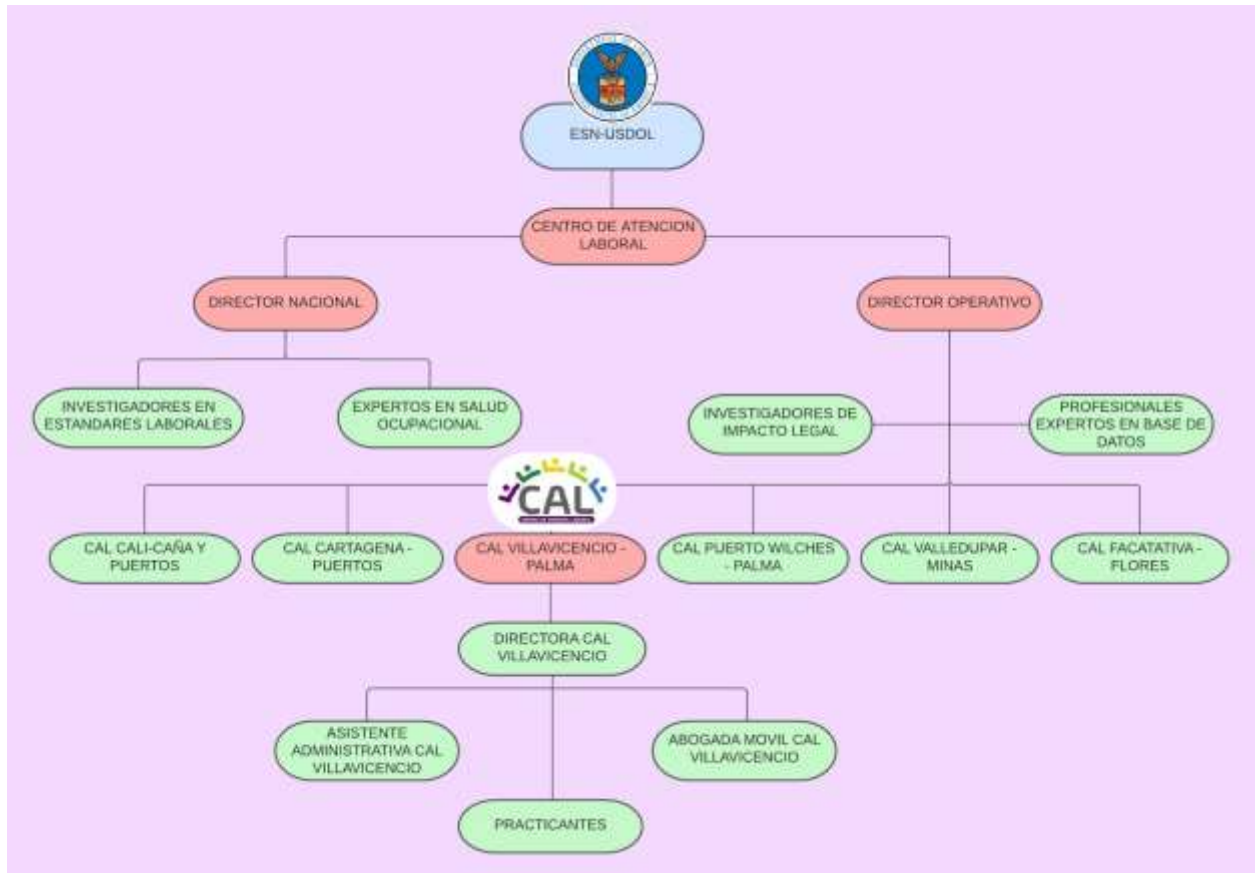 ESN-USDOL
CENTRO DE ATENCION
LABORAL
DIRECTOR NACIONAL
DIRECTOR OPERATIVO
INVESTIGADORES EN
ESTANDARES LABORALES
EXPERTOS EN SALUD
OCUPACIONAL
INVESTIGADORES DE
IMPACTO LEGAL
PROFESIONALES
EXPERTOS EN BASE DE
DATOS
CAL
CAL CALI-CAÑA Y
PUERTOS
CAL CARTAGENA -
PUERTOS
CAL VILLAVICENCIO -
PALMA
CAL PUERTO WILCHES
- PALMA
CAL VALLEDUPAR -
MINAS
CAL FACATATIVA -
FLORES
DIRECTORA CAL
VILLAVICENCIO
ASISTENTE
ADMINISTRATIVA CAL
VILLAVICENCIO
ABOGADA MOVIL CAL
VILLAVICENCIO
PRACTICANTES